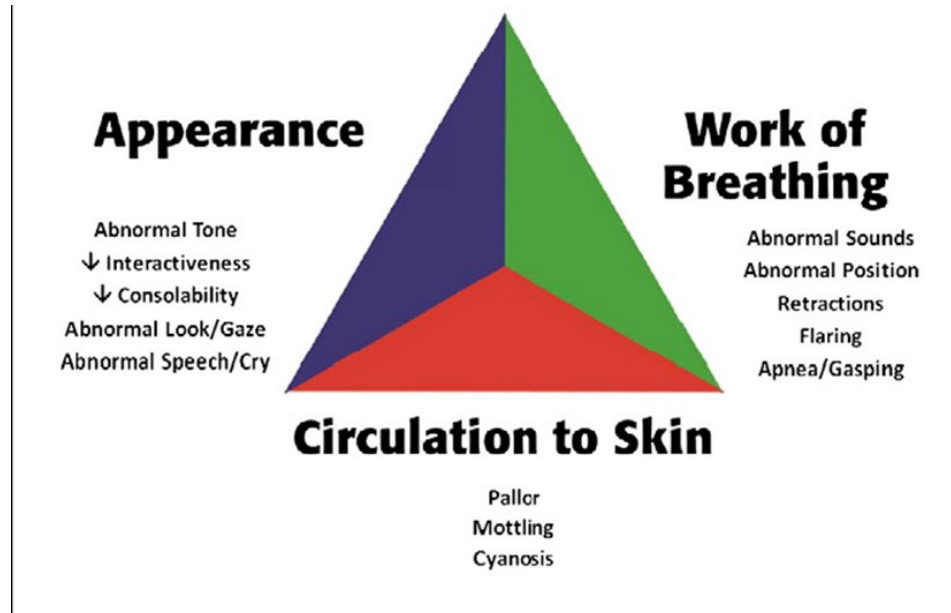 Appearance
Abnormal Tone
↓ Interactiveness
↓ Consolability
Abnormal Look/Gaze
Abnormal Speech/Cry
Work of
Breathing
Abnormal Sounds
Abnormal Position
Retractions
Flaring
Apnea/Gasping
Circulation to Skin
Pallor
Mottling
Cyanosis